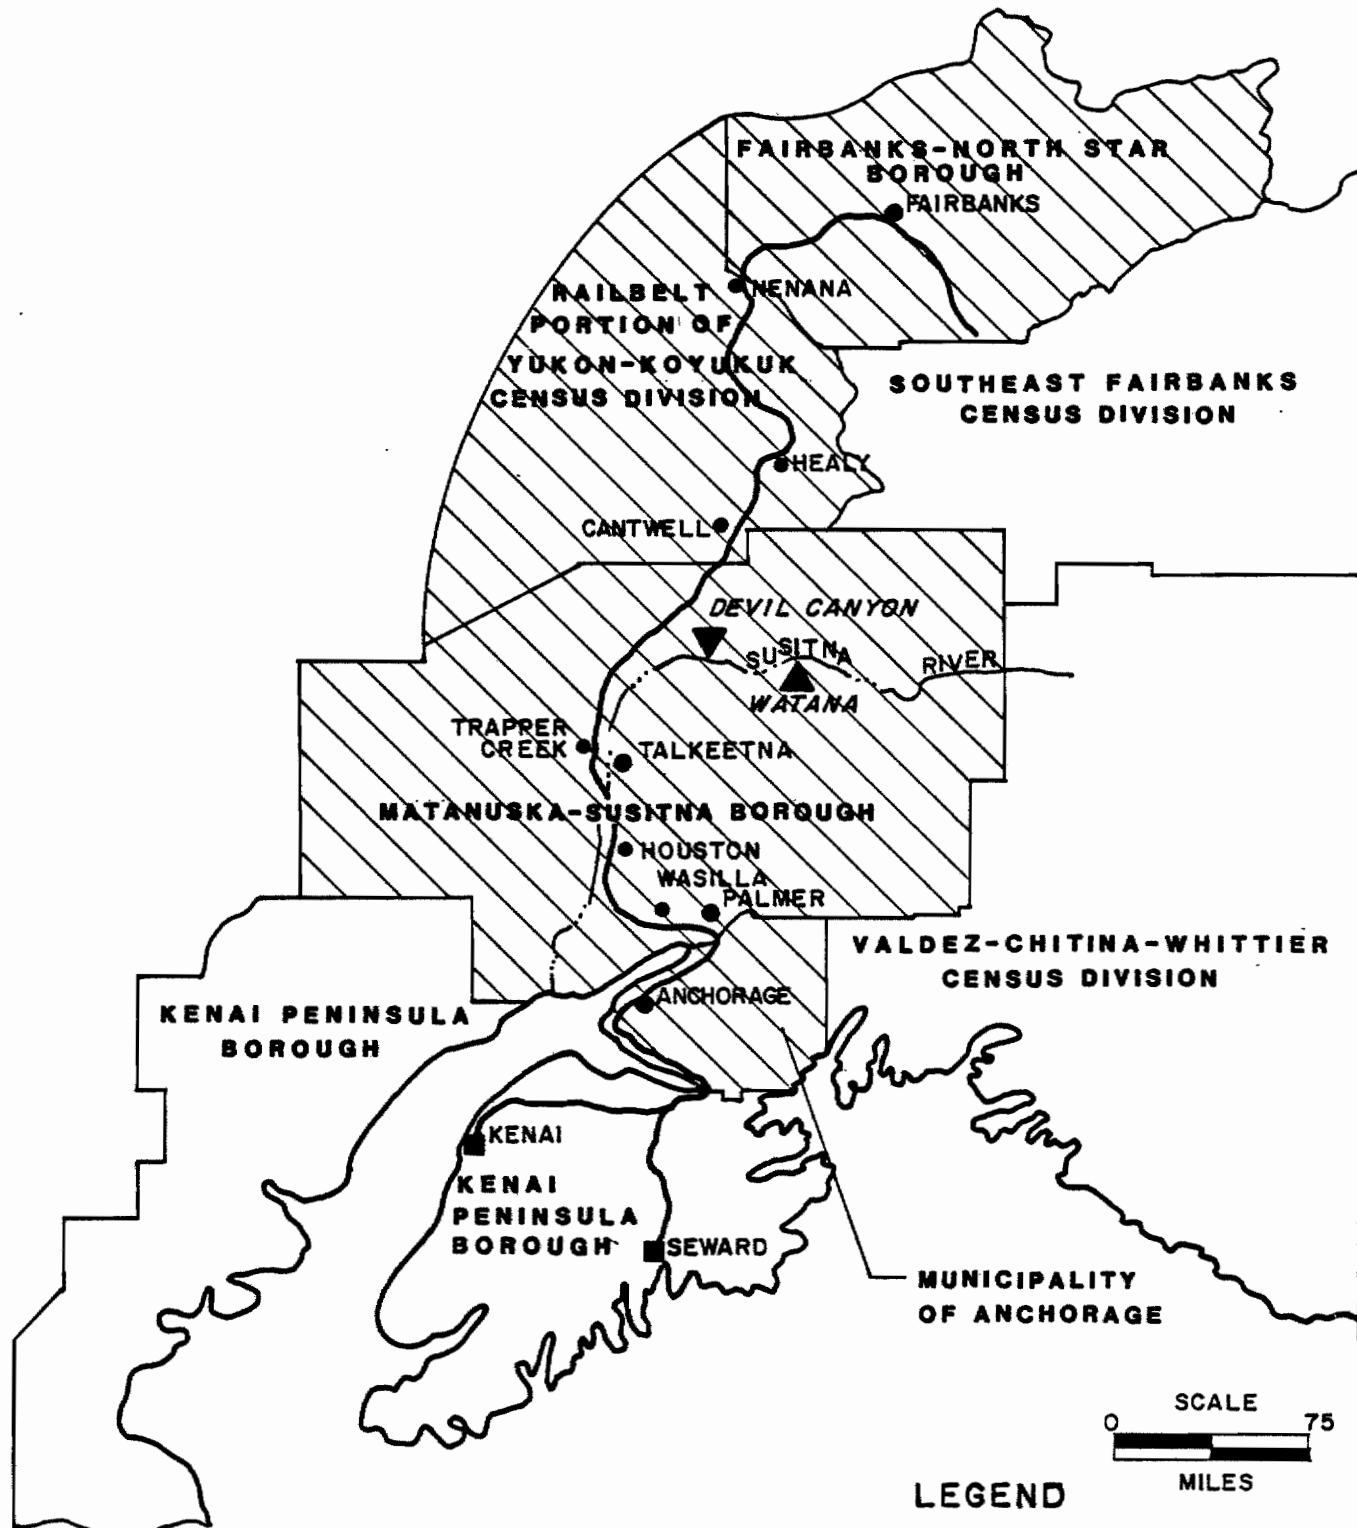 FAIRBANKS-NORTH STAR
BOROUGH
FAIRBANKS
NENANA
RAILBELT
PORTION OF
YUKON-KOYUKUK
CENSUS DIVISION
SOUTHEAST FAIRBANKS
CENSUS DIVISION
HEALY
CANTWELL
DEVIL CANYON
SUSITNA
RIVER
WATANA
TRAPPER
CREEK
TALKEETNA
MATANUSKA-SUSITNA BOROUGH
HOUSTON
WASILLA
PALMER
VALDEZ-CHITINA-WHITTIER
CENSUS DIVISION
ANCHORAGE
KENAI PENINSULA
BOROUGH
KENAI
KENAI
PENINSULA
BOROUGH
SEWARD
MUNICIPALITY
OF ANCHORAGE
SCALE
0 75
MILES
LEGEND